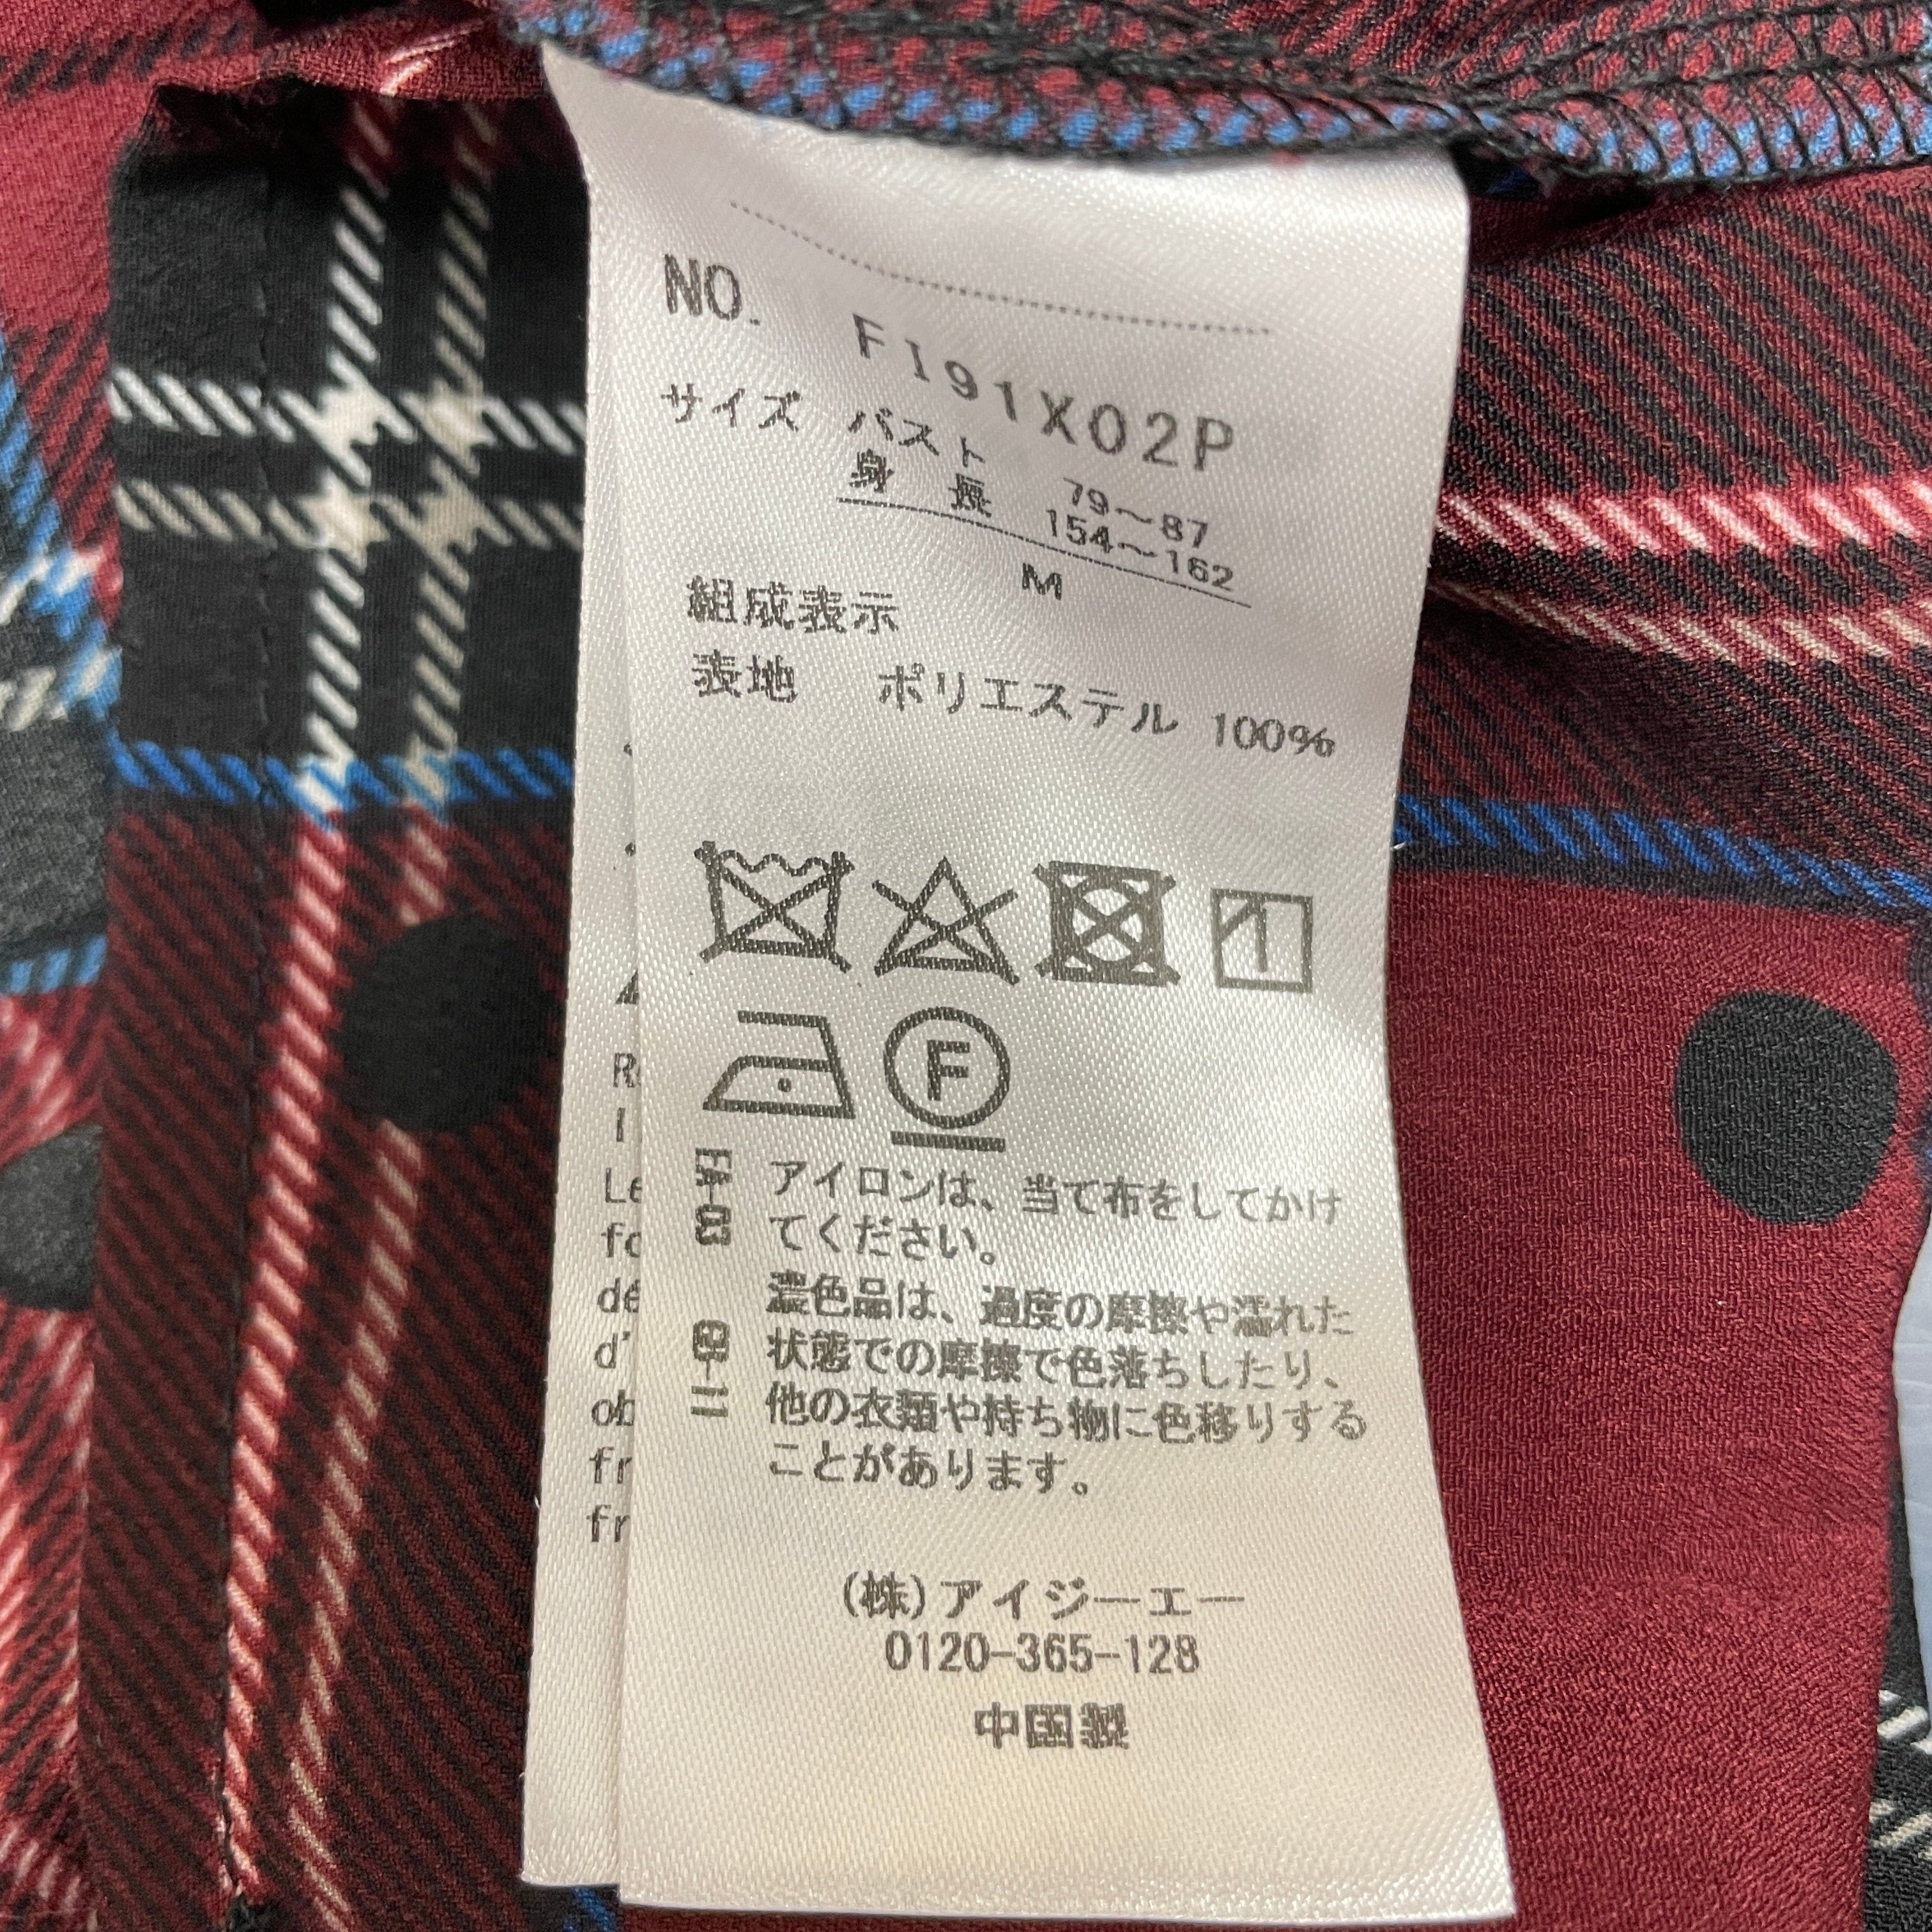 NO.
F191X02P
サイズ バスト 79〜87
身長 154〜162
M
組成表示
表地 ポリエステル 100%
F
アイロンは、当て布をしてかけ
てください。
濃色品は、過度の摩擦や濡れた
状態での摩擦で色落ちしたり、
他の衣類や持ち物に色移りする
ことがあります。
(株)アイジーエー
0120-365-128
中国製